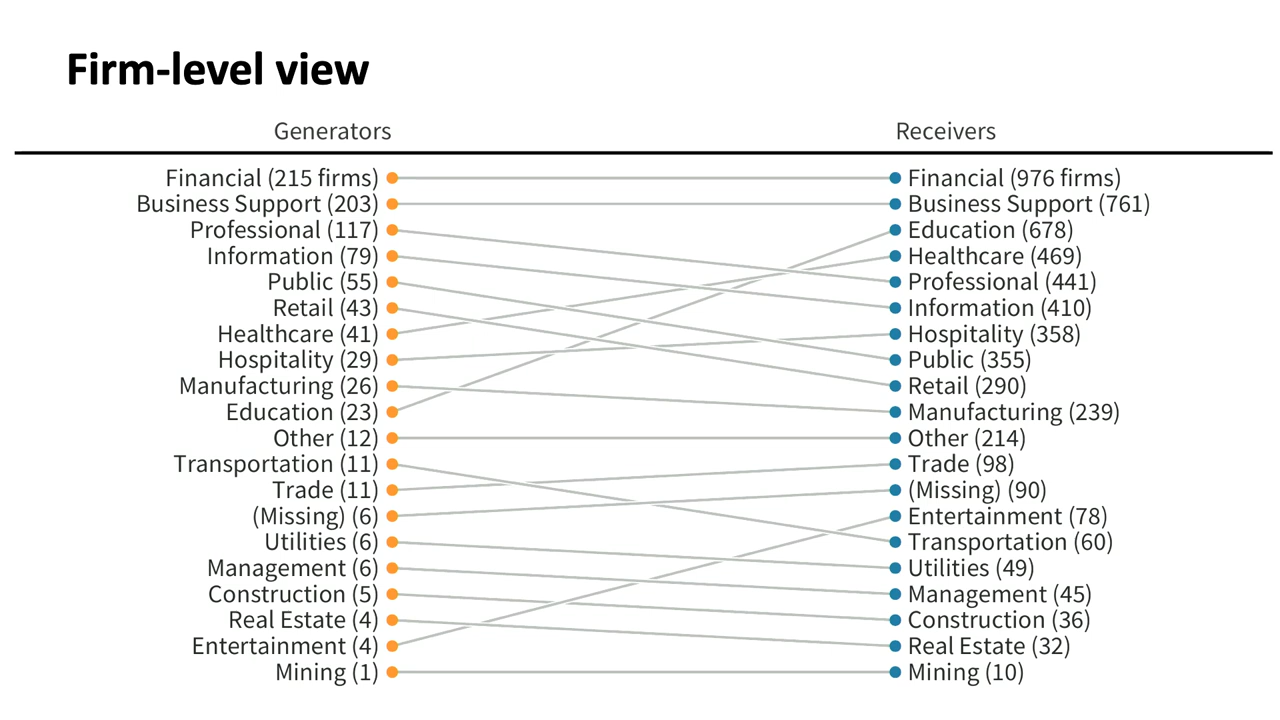 Firm-level view
Generators Receivers
Financial (215 firms) Financial (976 firms)
Business Support (203) Business Support (761)
Professional (117) Education (678)
Information (79) Healthcare (469)
Public (55) Professional (441)
Retail (43) Information (410)
Healthcare (41) Hospitality (358)
Hospitality (29) Public (355)
Manufacturing (26) Retail (290)
Education (23) Manufacturing (239)
Other (12) Other (214)
Transportation (11) Trade (98)
Trade (11) (Missing) (90)
(Missing) (6) Entertainment (78)
Utilities (6) Transportation (60)
Management (6) Utilities (49)
Construction (5) Management (45)
Real Estate (4) Construction (36)
Entertainment (4) Real Estate (32)
Mining (1) Mining (10)